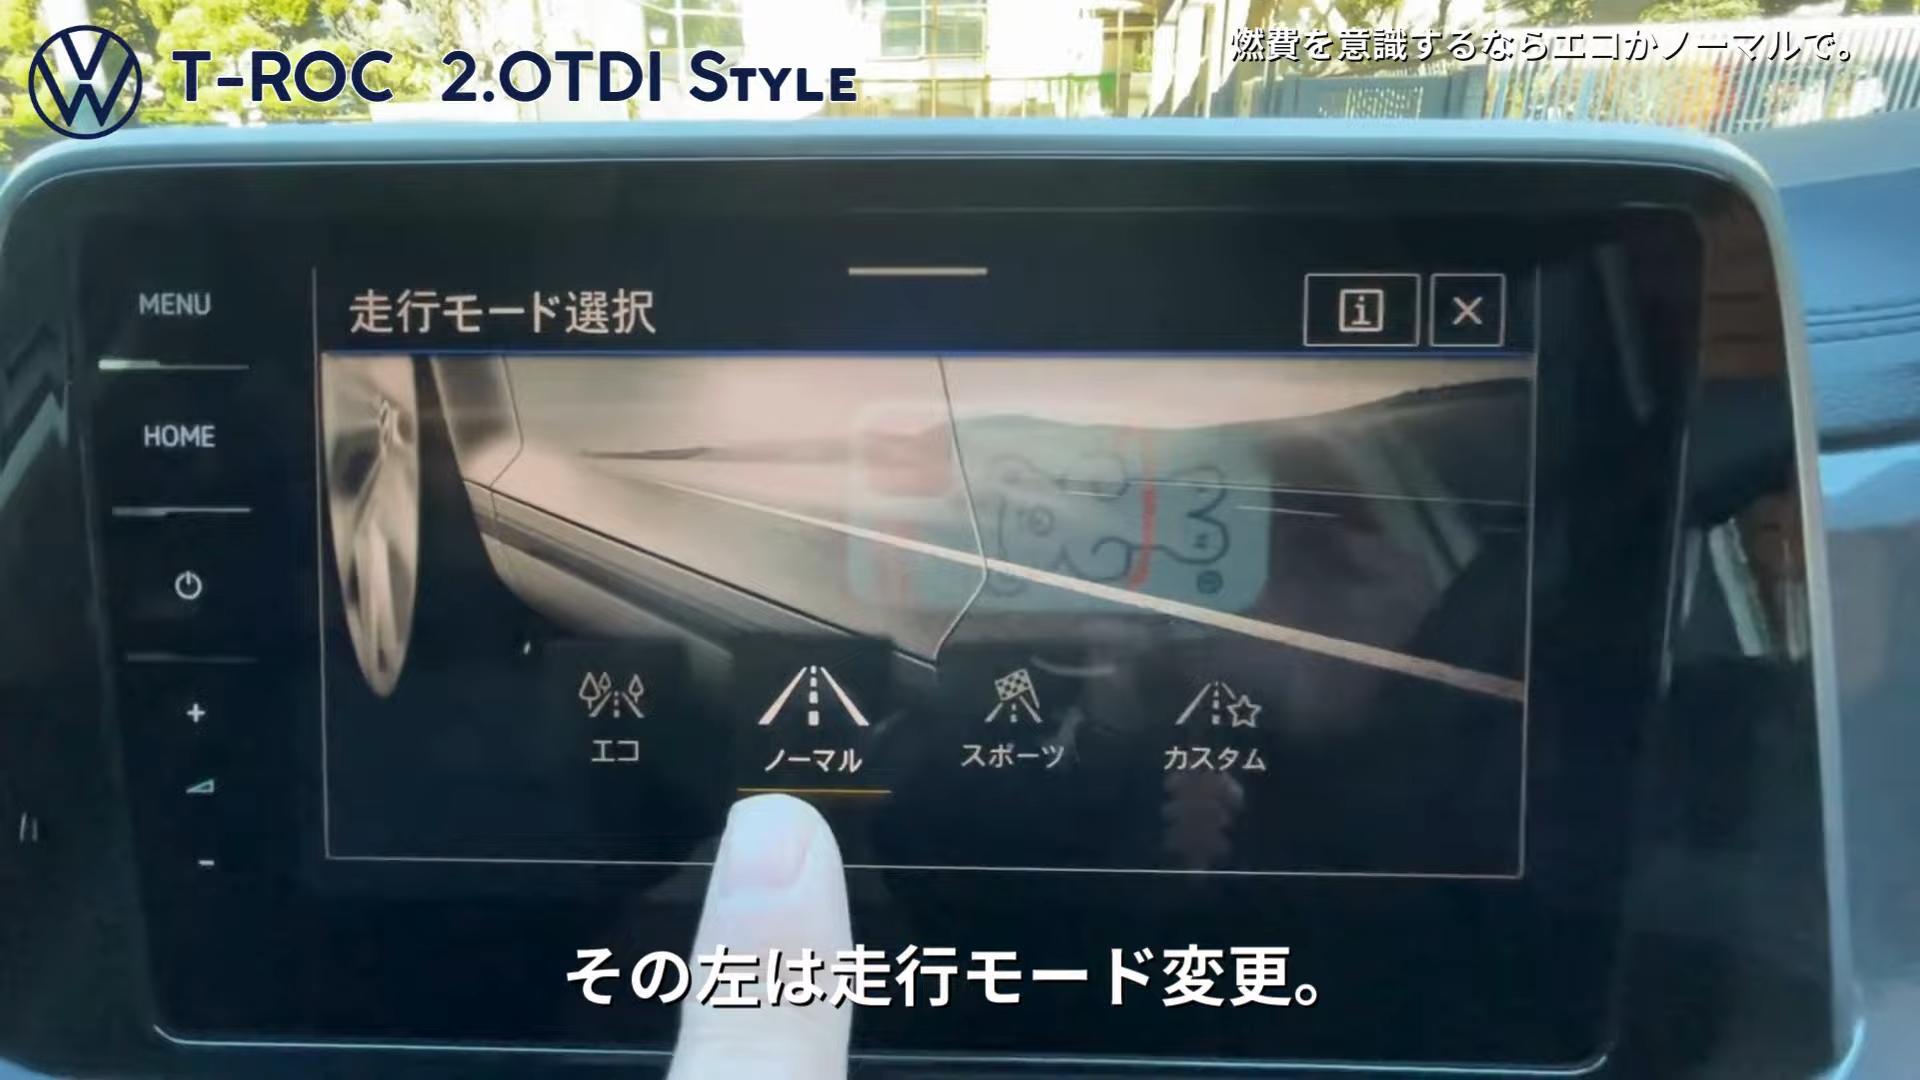 T-ROC 2.0TDI STYLE
燃費を意識するならエコかノーマルで。
MENU
走行モード選択
i
×
HOME
+
エコ
ノーマル
スポーツ
カスタム
-
その左は走行モード変更。